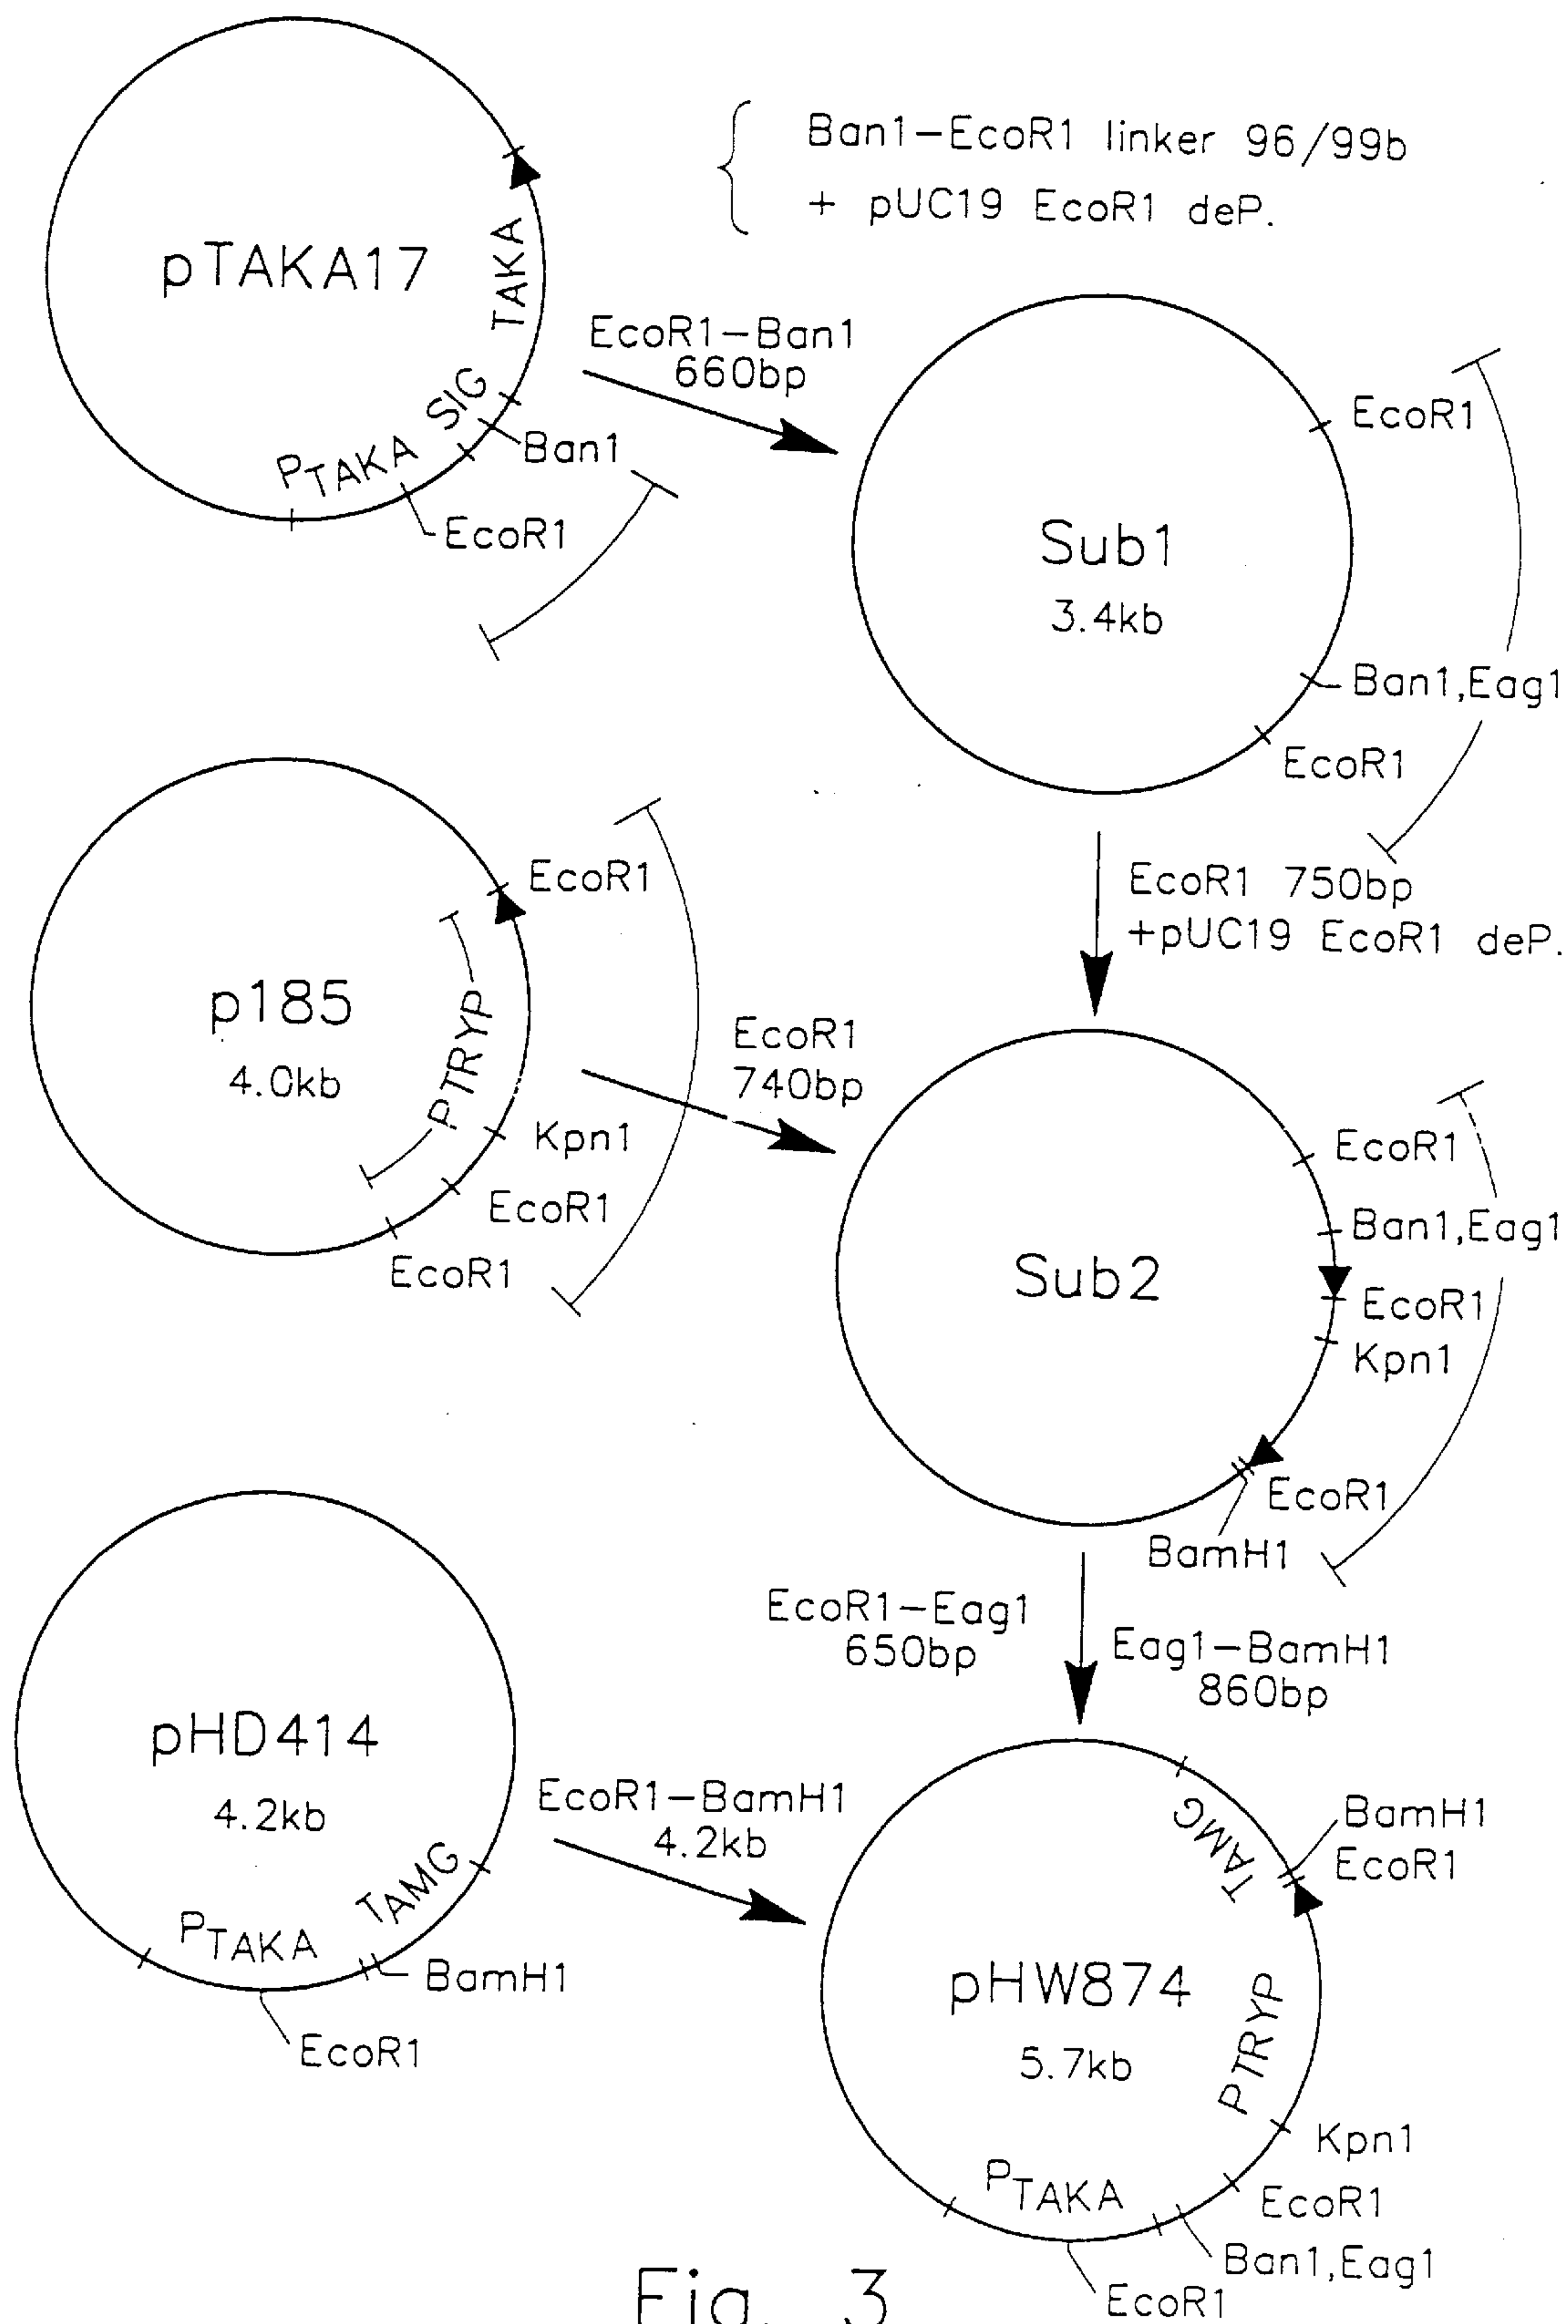 Ban1-EcoR1 linker 96/99b
+ pUC19 EcoR1 deP.
pTAKA17
TAKA
SIG
PTAKA
Ban1
EcoR1
EcoR1-Ban1
660bp
Sub1
3.4kb
EcoR1
Ban1,Eag1
EcoR1
EcoR1 750bp
+pUC19 EcoR1 deP.
p185
4.0kb
EcoR1
PTRYP
Kpn1
EcoR1
EcoR1
EcoR1
740bp
Sub2
EcoR1
Ban1,Eag1
EcoR1
Kpn1
EcoR1
BamH1
EcoR1-Eag1
650bp
Eag1-BamH1
860bp
pHD414
4.2kb
PTAKA
TAMG
BamH1
EcoR1
EcoR1-BamH1
4.2kb
pHW874
5.7kb
TAMG
BamH1
EcoR1
PTRYP
Kpn1
EcoR1
PTAKA
Ban1,Eag1
EcoR1
Fig. 3